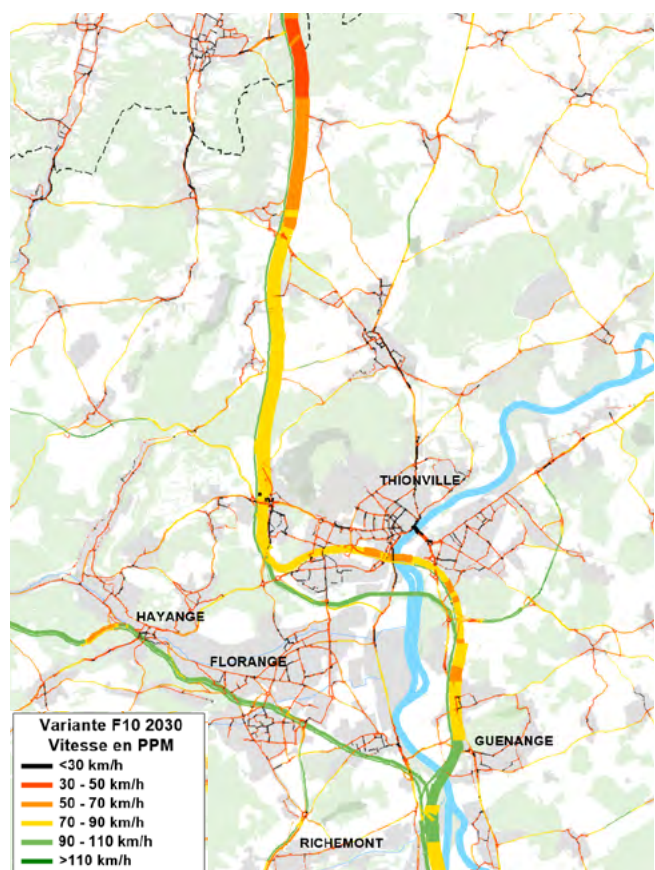 THIONVILLE
HAYANGE
FLORANGE
GUENANGE
RICHEMONT
Variante F10 2030
Vitesse en PPM
<30 km/h
30 - 50 km/h
50 - 70 km/h
70 - 90 km/h
90 - 110 km/h
>110 km/h